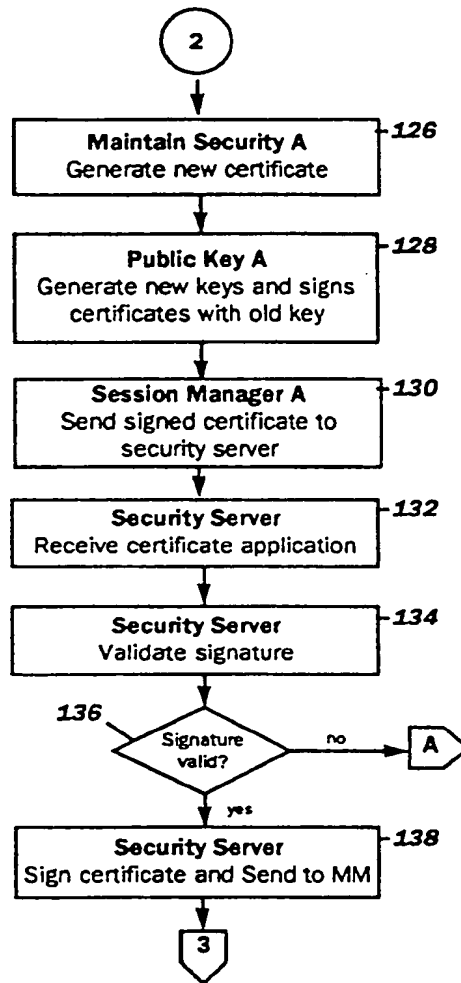 2
126
Maintain Security A
Generate new certificate
128
Public Key A
Generate new keys and signs
certificates with old key
130
Session Manager A
Send signed certificate to
security server
132
Security Server
Receive certificate application
134
Security Server
Validate signature
136
Signature
valid?
no
A
yes
138
Security Server
Sign certificate and Send to MM
3